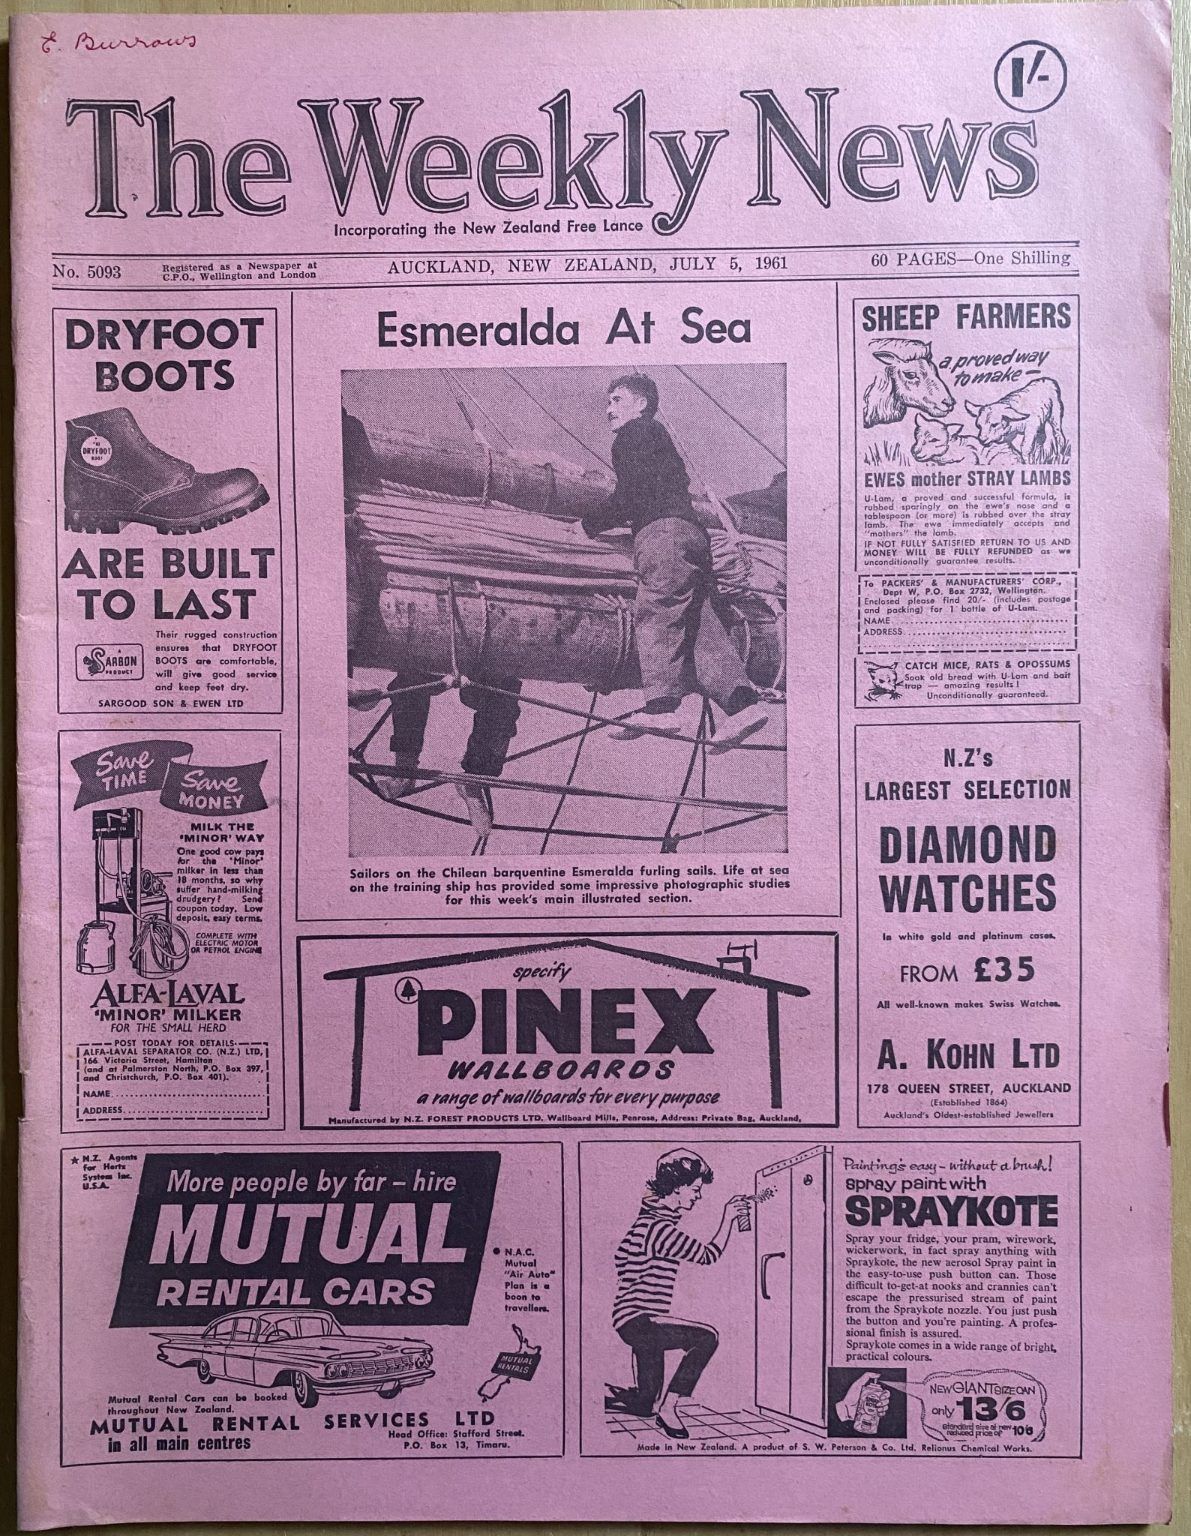 E. Burrows
1/-
The Weekly News
Incorporating the New Zealand Free Lance
No. 5093
Registered as a Newspaper at
C.P.O., Wellington and London
AUCKLAND, NEW ZEALAND, JULY 5, 1961
60 PAGES—One Shilling
DRYFOOT
BOOTS
DRYFOOT
ARE BUILT
TO LAST
Their rugged construction
ensures that DRYFOOT
BOOTS are comfortable,
will give good service
and keep feet dry.
A
SARBON
PRODUCT
SARGOOD SON & EWEN LTD
Save
TIME
Save
MONEY
MILK THE
'MINOR' WAY
One good cow pays
for the 'Minor'
milker in less than
18 months, so why
suffer hand-milking
drudgery? Send
coupon today. Low
deposit, easy terms.
COMPLETE WITH
ELECTRIC MOTOR
OR PETROL ENGINE
ALFA-LAVAL
'MINOR' MILKER
FOR THE SMALL HERD
POST TODAY FOR DETAILS
ALFA-LAVAL SEPARATOR CO. (N.Z.) LTD,
166 Victoria Street, Hamilton
(and at Palmerston North, P.O. Box 397,
and Christchurch, P.O. Box 401).
NAME
ADDRESS
Esmeralda At Sea
Sailors on the Chilean barquentine Esmeralda furling sails. Life at sea
on the training ship has provided some impressive photographic studies
for this week's main illustrated section.
specify
PINEX
WALLBOARDS
a range of wallboards for every purpose
Manufactured by N.Z. FOREST PRODUCTS LTD. Wallboard Mills, Penrose, Address: Private Bag, Auckland,
SHEEP FARMERS
a proved way
to make—
EWES mother STRAY LAMBS
U-Lam, a proved and successful formula, is
rubbed sparingly on the ewe's nose and a
tablespoon (or more) is rubbed over the stray
lamb. The ewe immediately accepts and
"mothers" the lamb.
IF NOT FULLY SATISFIED RETURN TO US AND
MONEY WILL BE FULLY REFUNDED as we
unconditionally guarantee results.
To PACKERS' & MANUFACTURERS' CORP.,
Dept W, P.O. Box 2732, Wellington.
Enclosed please find 20/- (includes postage
and packing) for 1 bottle of U-Lam.
NAME
ADDRESS
CATCH MICE, RATS & OPOSSUMS
Soak old bread with U-Lam and bait
trap — amazing results!
Unconditionally guaranteed.
N.Z's
LARGEST SELECTION
DIAMOND
WATCHES
In white gold and platinum cases.
FROM £35
All well-known makes Swiss Watches.
A. KOHN LTD
178 QUEEN STREET, AUCKLAND
(Established 1864)
Auckland's Oldest-established Jewellers
★ N.Z. Agents
for Hertz
System Inc.
U.S.A.
More people by far – hire
MUTUAL
RENTAL CARS
● N.A.C.
Mutual
"Air Auto"
Plan is a
boon to
travellers.
MUTUAL
RENTALS
Mutual Rental Cars can be booked
throughout New Zealand.
MUTUAL RENTAL SERVICES LTD
in all main centres
Head Office: Stafford Street.
P.O. Box 13, Timaru.
Painting's easy – without a brush!
spray paint with
SPRAYKOTE
Spray your fridge, your pram, wirework,
wickerwork, in fact spray anything with
Spraykote, the new aerosol Spray paint in
the easy-to-use push button can. Those
difficult to-get-at nooks and crannies can't
escape the pressurised stream of paint
from the Spraykote nozzle. You just push
the button and you're painting. A profes-
sional finish is assured.
Spraykote comes in a wide range of bright,
practical colours.
NEW GIANT SIZE CAN
only 13/6
standard size at new
reduced price of 10/6
Made in New Zealand. A product of S. W. Peterson & Co. Ltd. Relionus Chemical Works.